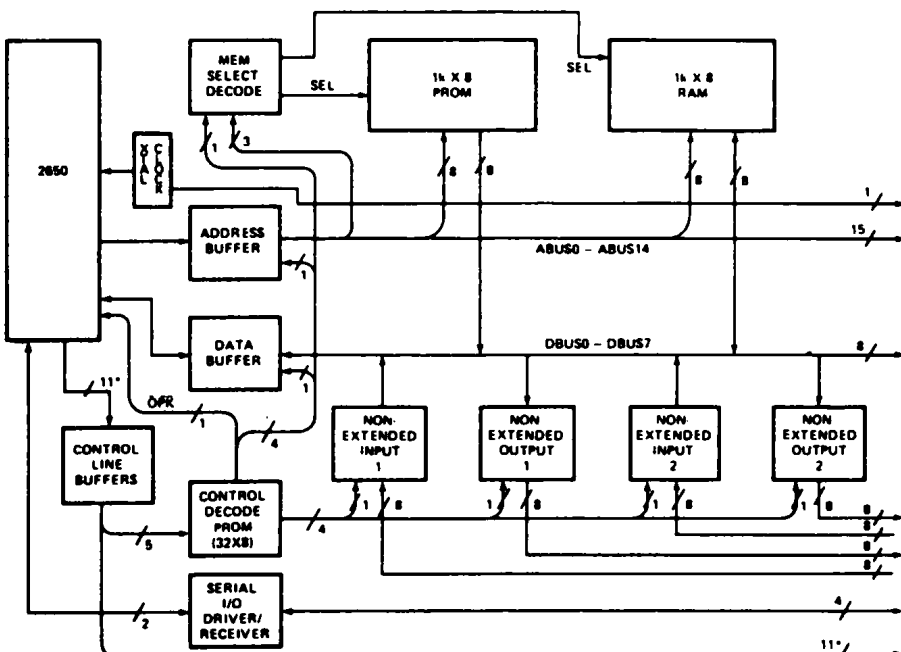 2650
MEM
SELECT
DECODE
SEL
1k X 8
PROM
SEL
1k X 8
RAM
1
3
8
8
8
8
XTAL
CLOCK
1
ADDRESS
BUFFER
15
ABUS0 - ABUS14
1
DATA
BUFFER
DBUS0 - DBUS7
8
1
11*
OPR
1
4
CONTROL
LINE
BUFFERS
NON-
EXTENDED
INPUT
1
NON
EXTENDED
OUTPUT
1
NON-
EXTENDED
INPUT
2
NON
EXTENDED
OUTPUT
2
CONTROL
DECODE
PROM
(32X8)
5
4
1
8
1
8
1
8
1
8
8
8
8
8
SERIAL
I/O
DRIVER/
RECEIVER
2
4
11*